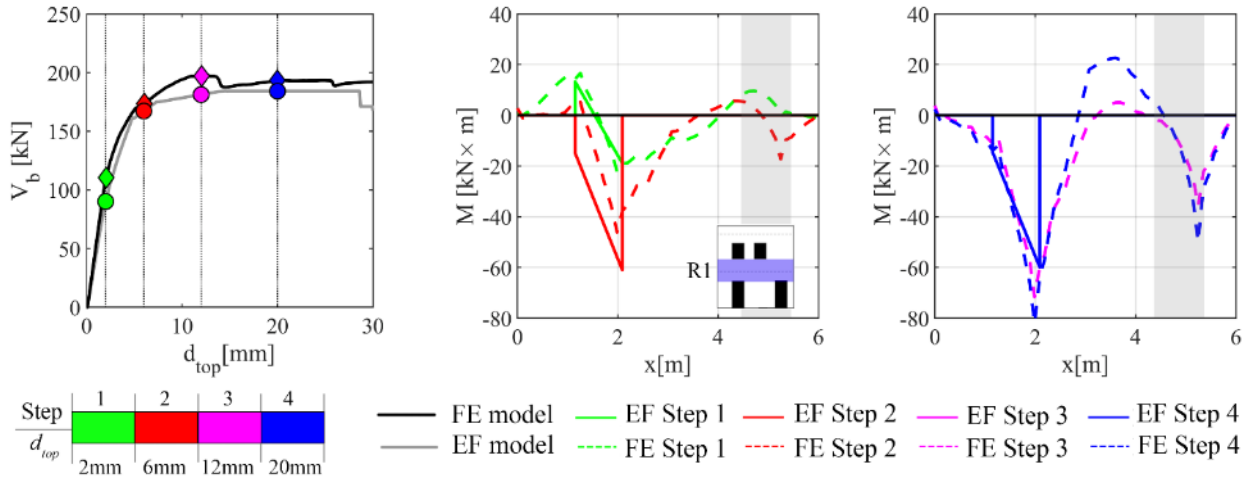 250
200
150
100
50
0
V_b [kN]
0 10 20 30
d_top[mm]
40
20
0
-20
-40
-60
-80
M [kN× m]
R1
0 2 4 6
x[m]
40
20
0
-20
-40
-60
-80
M [kN× m]
0 2 4 6
x[m]
Step 1 2 3 4
d_top 2mm 6mm 12mm 20mm
FE model EF Step 1 EF Step 2 EF Step 3 EF Step 4
EF model FE Step 1 FE Step 2 FE Step 3 FE Step 4